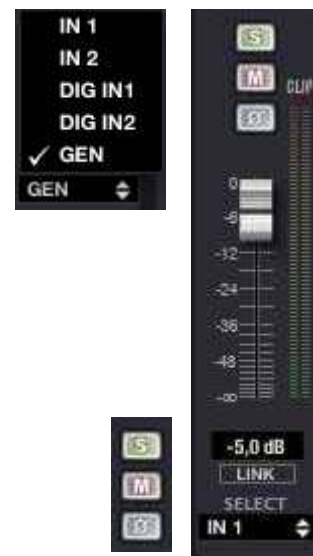 IN 1
IN 2
DIG IN1
DIG IN2
✓ GEN
GEN
S
M
CLIP
0
-6
-12
-24
-36
-48
-∞
-5,0 dB
LINK
SELECT
IN 1
S
M